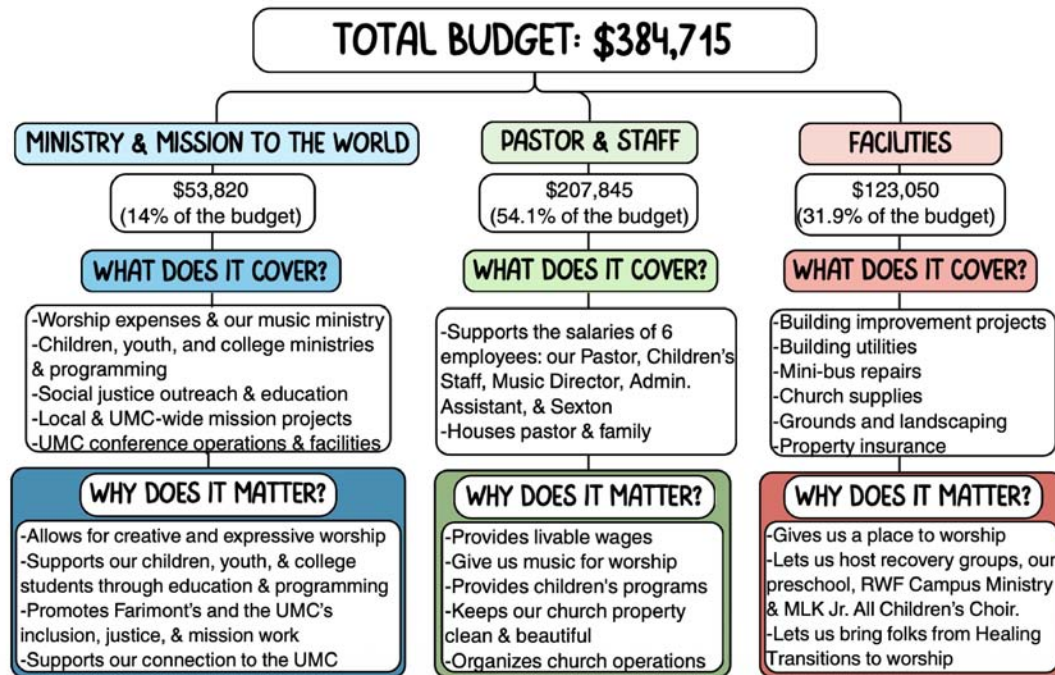 TOTAL BUDGET: $384,715
MINISTRY & MISSION TO THE WORLD
$53,820
(14% of the budget)
WHAT DOES IT COVER?
-Worship expenses & our music ministry
-Children, youth, and college ministries
& programming
-Social justice outreach & education
-Local & UMC-wide mission projects
-UMC conference operations & facilities
WHY DOES IT MATTER?
-Allows for creative and expressive worship
-Supports our children, youth, & college
students through education & programming
-Promotes Farimont's and the UMC's
inclusion, justice, & mission work
-Supports our connection to the UMC
PASTOR & STAFF
$207,845
(54.1% of the budget)
WHAT DOES IT COVER?
-Supports the salaries of 6
employees: our Pastor, Children's
Staff, Music Director, Admin.
Assistant, & Sexton
-Houses pastor & family
WHY DOES IT MATTER?
-Provides livable wages
-Give us music for worship
-Provides children's programs
-Keeps our church property
clean & beautiful
-Organizes church operations
FACILITIES
$123,050
(31.9% of the budget)
WHAT DOES IT COVER?
-Building improvement projects
-Building utilities
-Mini-bus repairs
-Church supplies
-Grounds and landscaping
-Property insurance
WHY DOES IT MATTER?
-Gives us a place to worship
-Lets us host recovery groups, our
preschool, RWF Campus Ministry
& MLK Jr. All Children's Choir.
-Lets us bring folks from Healing
Transitions to worship